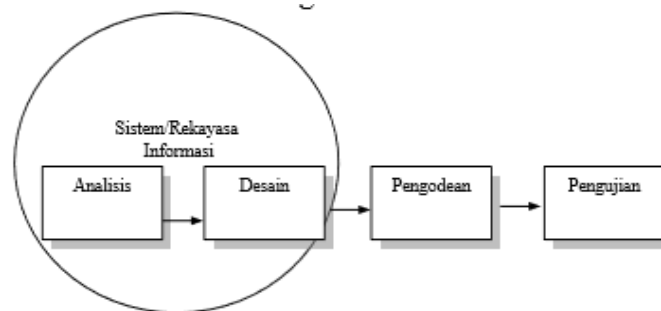 Sistem/Rekayasa
Informasi
Analisis
Desain
Pengodean
Pengujian